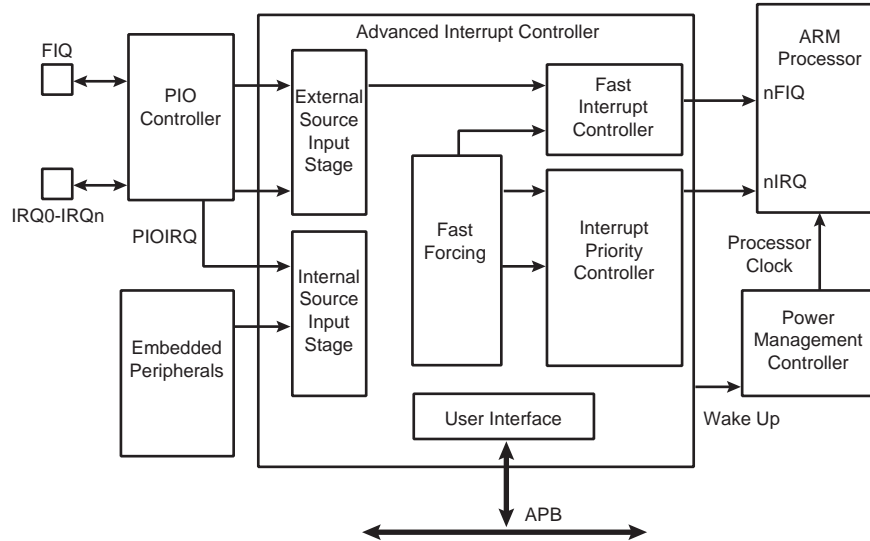 Advanced Interrupt Controller
FIQ
PIO
Controller
IRQ0-IRQn
PIOIRQ
Embedded
Peripherals
External
Source
Input
Stage
Internal
Source
Input
Stage
Fast
Forcing
Fast
Interrupt
Controller
Interrupt
Priority
Controller
User Interface
APB
ARM
Processor
nFIQ
nIRQ
Processor
Clock
Power
Management
Controller
Wake Up